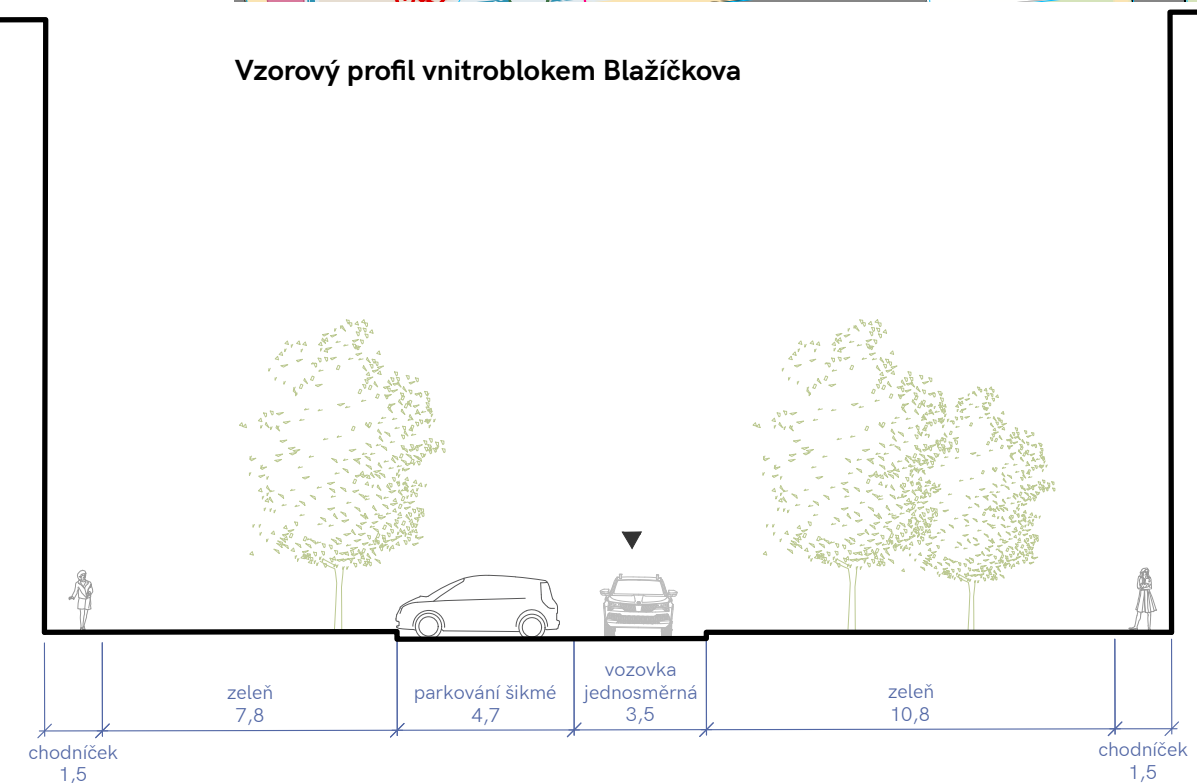 Vzorový profil vnitroblokem Blažíčkova
chodníček
1,5
zeleň
7,8
parkování šikmé
4,7
vozovka
jednosměrná
3,5
zeleň
10,8
chodníček
1,5